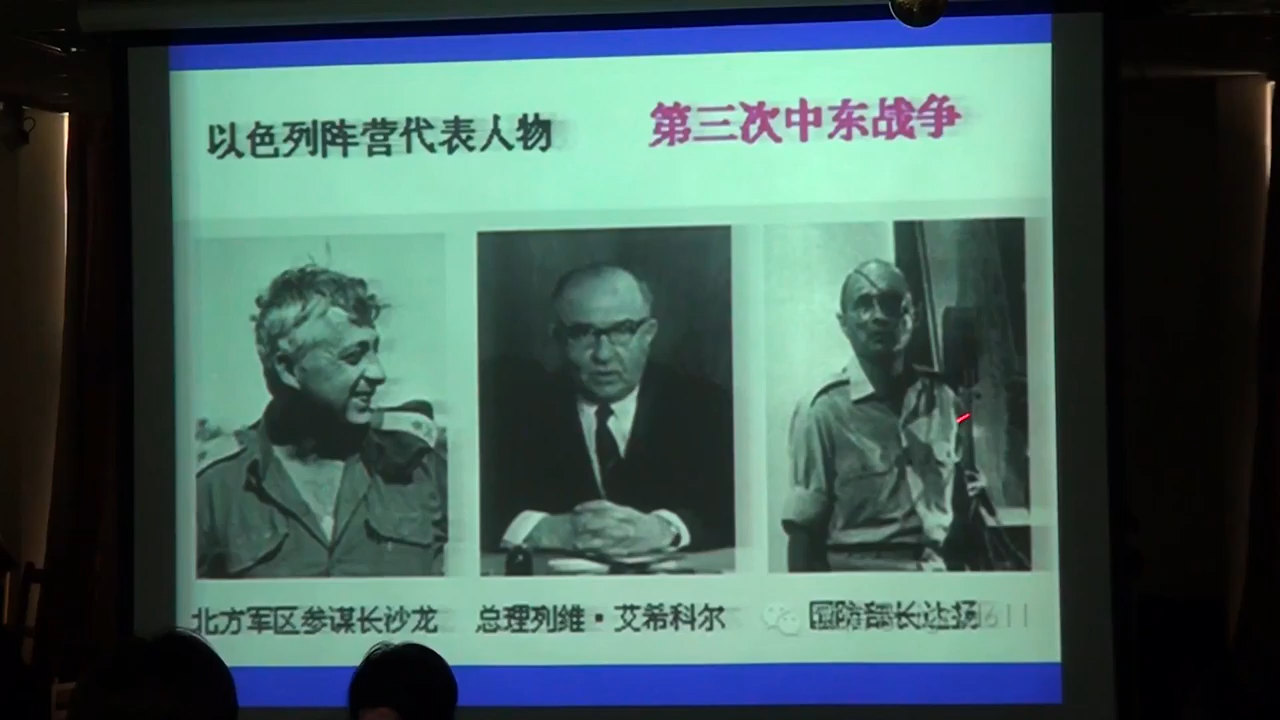 以色列阵营代表人物
第三次中东战争
北方军区参谋长沙龙
总理列维·艾希科尔
国防部长达扬